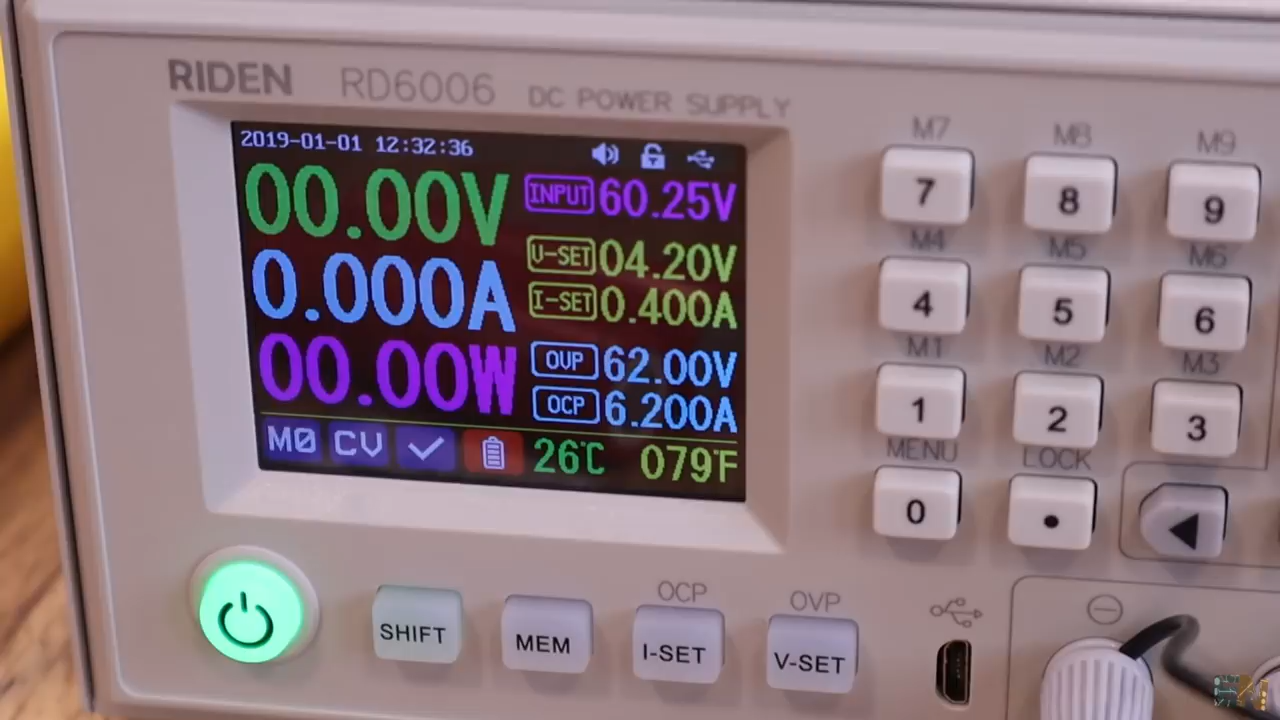 RIDEN RD6006 DC POWER SUPPLY
2019-01-01 12:32:36
00.00V
0.000A
00.00W
INPUT 60.25V
V-SET 04.20V
I-SET 0.400A
OVP 62.00V
OCP 6.200A
M0 CV 26℃ 079℉
M7 M8 M9
7 8 9
M4 M5 M6
4 5 6
M1 M2 M3
1 2 3
MENU LOCK
0 .
OCP OVP
SHIFT MEM I-SET V-SET